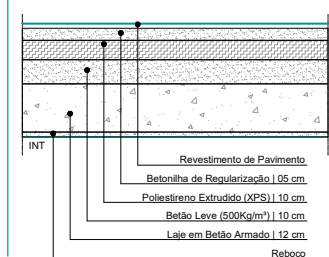 INT
Revestimento de Pavimento
Betonilha de Regularização | 05 cm
Poliestireno Extrudido (XPS) | 10 cm
Betão Leve (500Kg/m³) | 10 cm
Laje em Betão Armado | 12 cm
Reboco